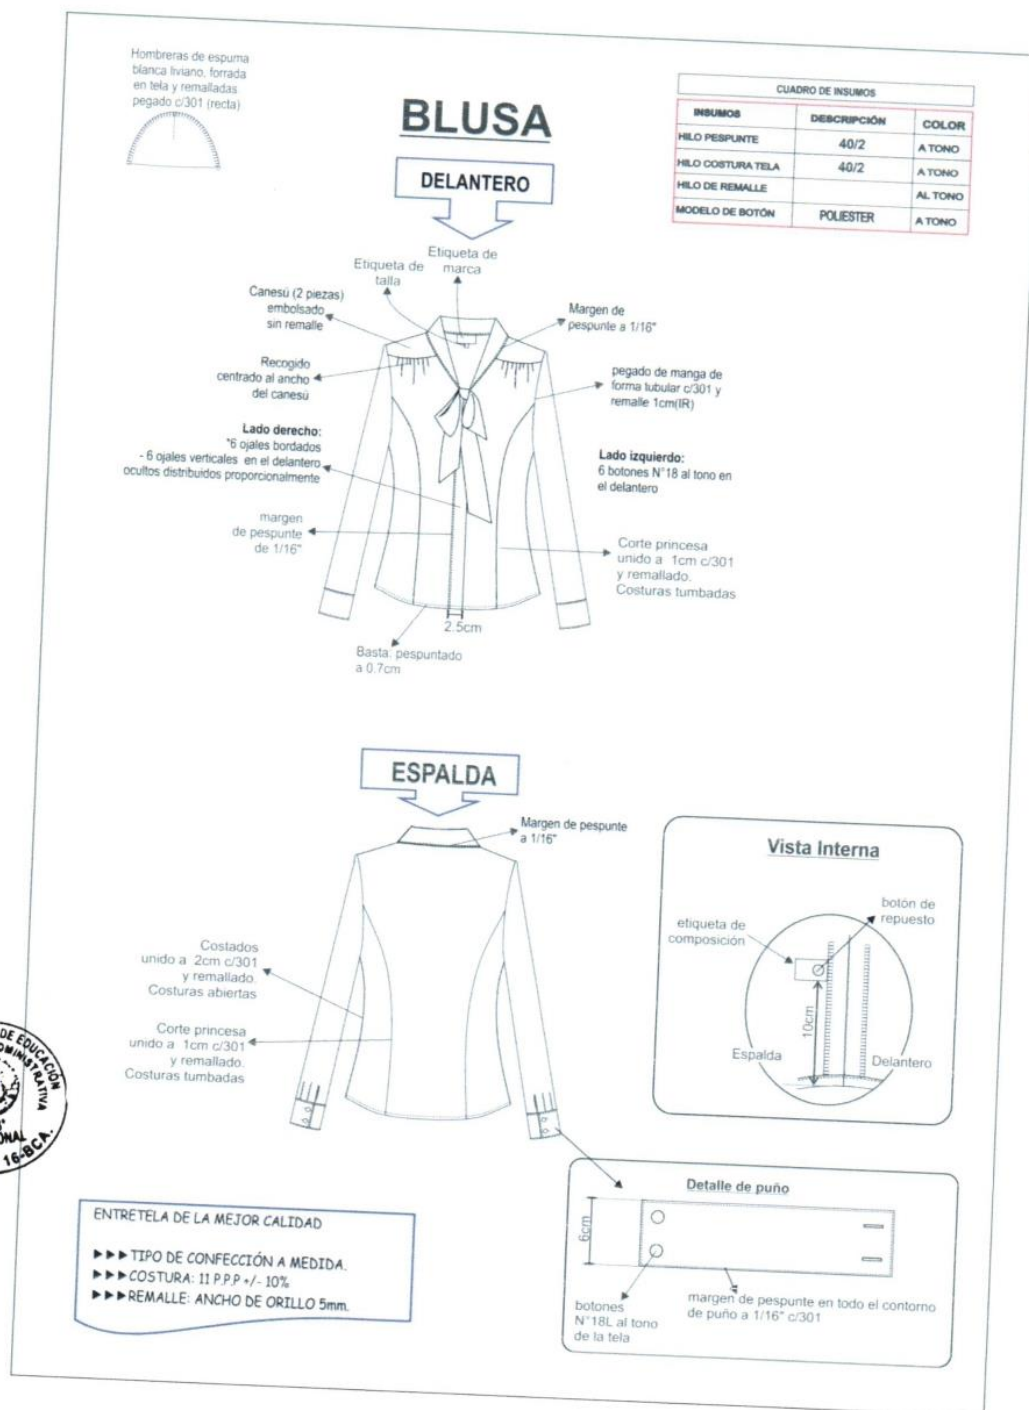 Hombreras de espuma
blanca liviano, forrada
en tela y remalladas
pegado c/301 (recta)
BLUSA
CUADRO DE INSUMOS
INSUMOS DESCRIPCIÓN COLOR
HILO PESPUNTE 40/2 A TONO
HILO COSTURA TELA 40/2 A TONO
HILO DE REMALLE AL TONO
MODELO DE BOTÓN POLIESTER A TONO
DELANTERO
Etiqueta de
marca
Etiqueta de
talla
Canesú (2 piezas)
embolsado
sin remalle
Margen de
pespunte a 1/16"
Recogido
centrado al ancho
del canesú
pegado de manga de
forma tubular c/301 y
remalle 1cm(IR)
Lado derecho:
*6 ojales bordados
- 6 ojales verticales en el delantero
ocultos distribuidos proporcionalmente
Lado izquierdo:
6 botones N°18 al tono en
el delantero
margen
de pespunte
de 1/16"
Corte princesa
unido a 1cm c/301
y remallado.
Costuras tumbadas
2.5cm
Basta: pespuntado
a 0.7cm
ESPALDA
Margen de pespunte
a 1/16"
Costados
unido a 2cm c/301
y remallado.
Costuras abiertas
Corte princesa
unido a 1cm c/301
y remallado.
Costuras tumbadas
Vista Interna
botón de
repuesto
etiqueta de
composición
10cm
Espalda
Delantero
DE EDUCACIÓN
16-BCA.
Detalle de puño
6cm
botones
N°18L al tono
de la tela
margen de pespunte en todo el contorno
de puño a 1/16" c/301
ENTRETELA DE LA MEJOR CALIDAD
►►►TIPO DE CONFECCIÓN A MEDIDA.
►►►COSTURA: 11 P.P.P +/- 10%
►►►REMALLE: ANCHO DE ORILLO 5mm.